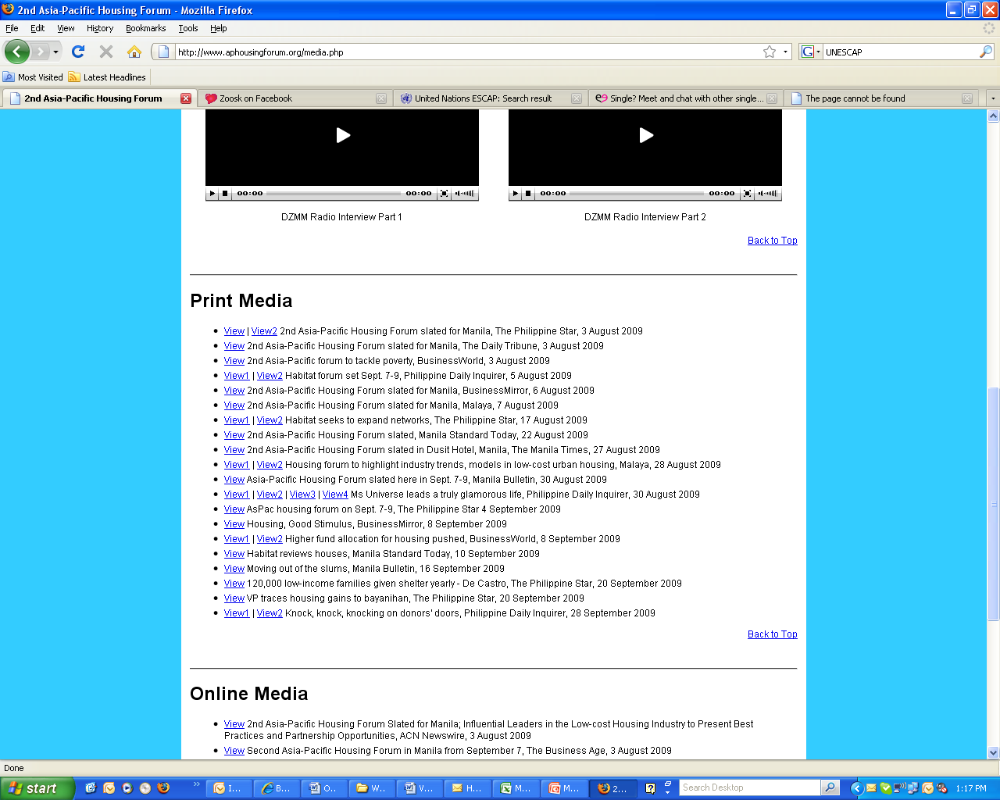 2nd Asia-Pacific Housing Forum - Mozilla Firefox
File Edit View History Bookmarks Tools Help
http://www.aphousingforum.org/media.php
G UNESCAP
Most Visited Latest Headlines
2nd Asia-Pacific Housing Forum
Zoosk on Facebook
United Nations ESCAP: Search result
Single? Meet and chat with other single...
The page cannot be found
00:00 00:00 00:00 00:00
DZMM Radio Interview Part 1 DZMM Radio Interview Part 2
Back to Top
Print Media
View | View2 2nd Asia-Pacific Housing Forum slated for Manila, The Philippine Star, 3 August 2009
View 2nd Asia-Pacific Housing Forum slated for Manila, The Daily Tribune, 3 August 2009
View 2nd Asia-Pacific forum to tackle poverty, BusinessWorld, 3 August 2009
View1 | View2 Habitat forum set Sept. 7-9, Philippine Daily Inquirer, 5 August 2009
View 2nd Asia-Pacific Housing Forum slated for Manila, BusinessMirror, 6 August 2009
View 2nd Asia-Pacific Housing Forum slated for Manila, Malaya, 7 August 2009
View1 | View2 Habitat seeks to expand networks, The Philippine Star, 17 August 2009
View 2nd Asia-Pacific Housing Forum slated, Manila Standard Today, 22 August 2009
View 2nd Asia-Pacific Housing Forum slated in Dusit Hotel, Manila, The Manila Times, 27 August 2009
View1 | View2 Housing forum to highlight industry trends, models in low-cost urban housing, Malaya, 28 August 2009
View Asia-Pacific Housing Forum slated here in Sept. 7-9, Manila Bulletin, 30 August 2009
View1 | View2 | View3 | View4 Ms Universe leads a truly glamorous life, Philippine Daily Inquirer, 30 August 2009
View AsPac housing forum on Sept. 7-9, The Philippine Star 4 September 2009
View Housing, Good Stimulus, BusinessMirror, 8 September 2009
View1 | View2 Higher fund allocation for housing pushed, BusinessWorld, 8 September 2009
View Habitat reviews houses, Manila Standard Today, 10 September 2009
View Moving out of the slums, Manila Bulletin, 16 September 2009
View 120,000 low-income families given shelter yearly - De Castro, The Philippine Star, 20 September 2009
View VP traces housing gains to bayanihan, The Philippine Star, 20 September 2009
View1 | View2 Knock, knock, knocking on donors' doors, Philippine Daily Inquirer, 28 September 2009
Back to Top
Online Media
View 2nd Asia-Pacific Housing Forum Slated for Manila; Influential Leaders in the Low-cost Housing Industry to Present Best
Practices and Partnership Opportunities, ACN Newswire, 3 August 2009
View Second Asia-Pacific Housing Forum in Manila from September 7, The Business Age, 3 August 2009
Done
start I... B... O... W... V... H... M... M... 2... Search Desktop 1:17 PM